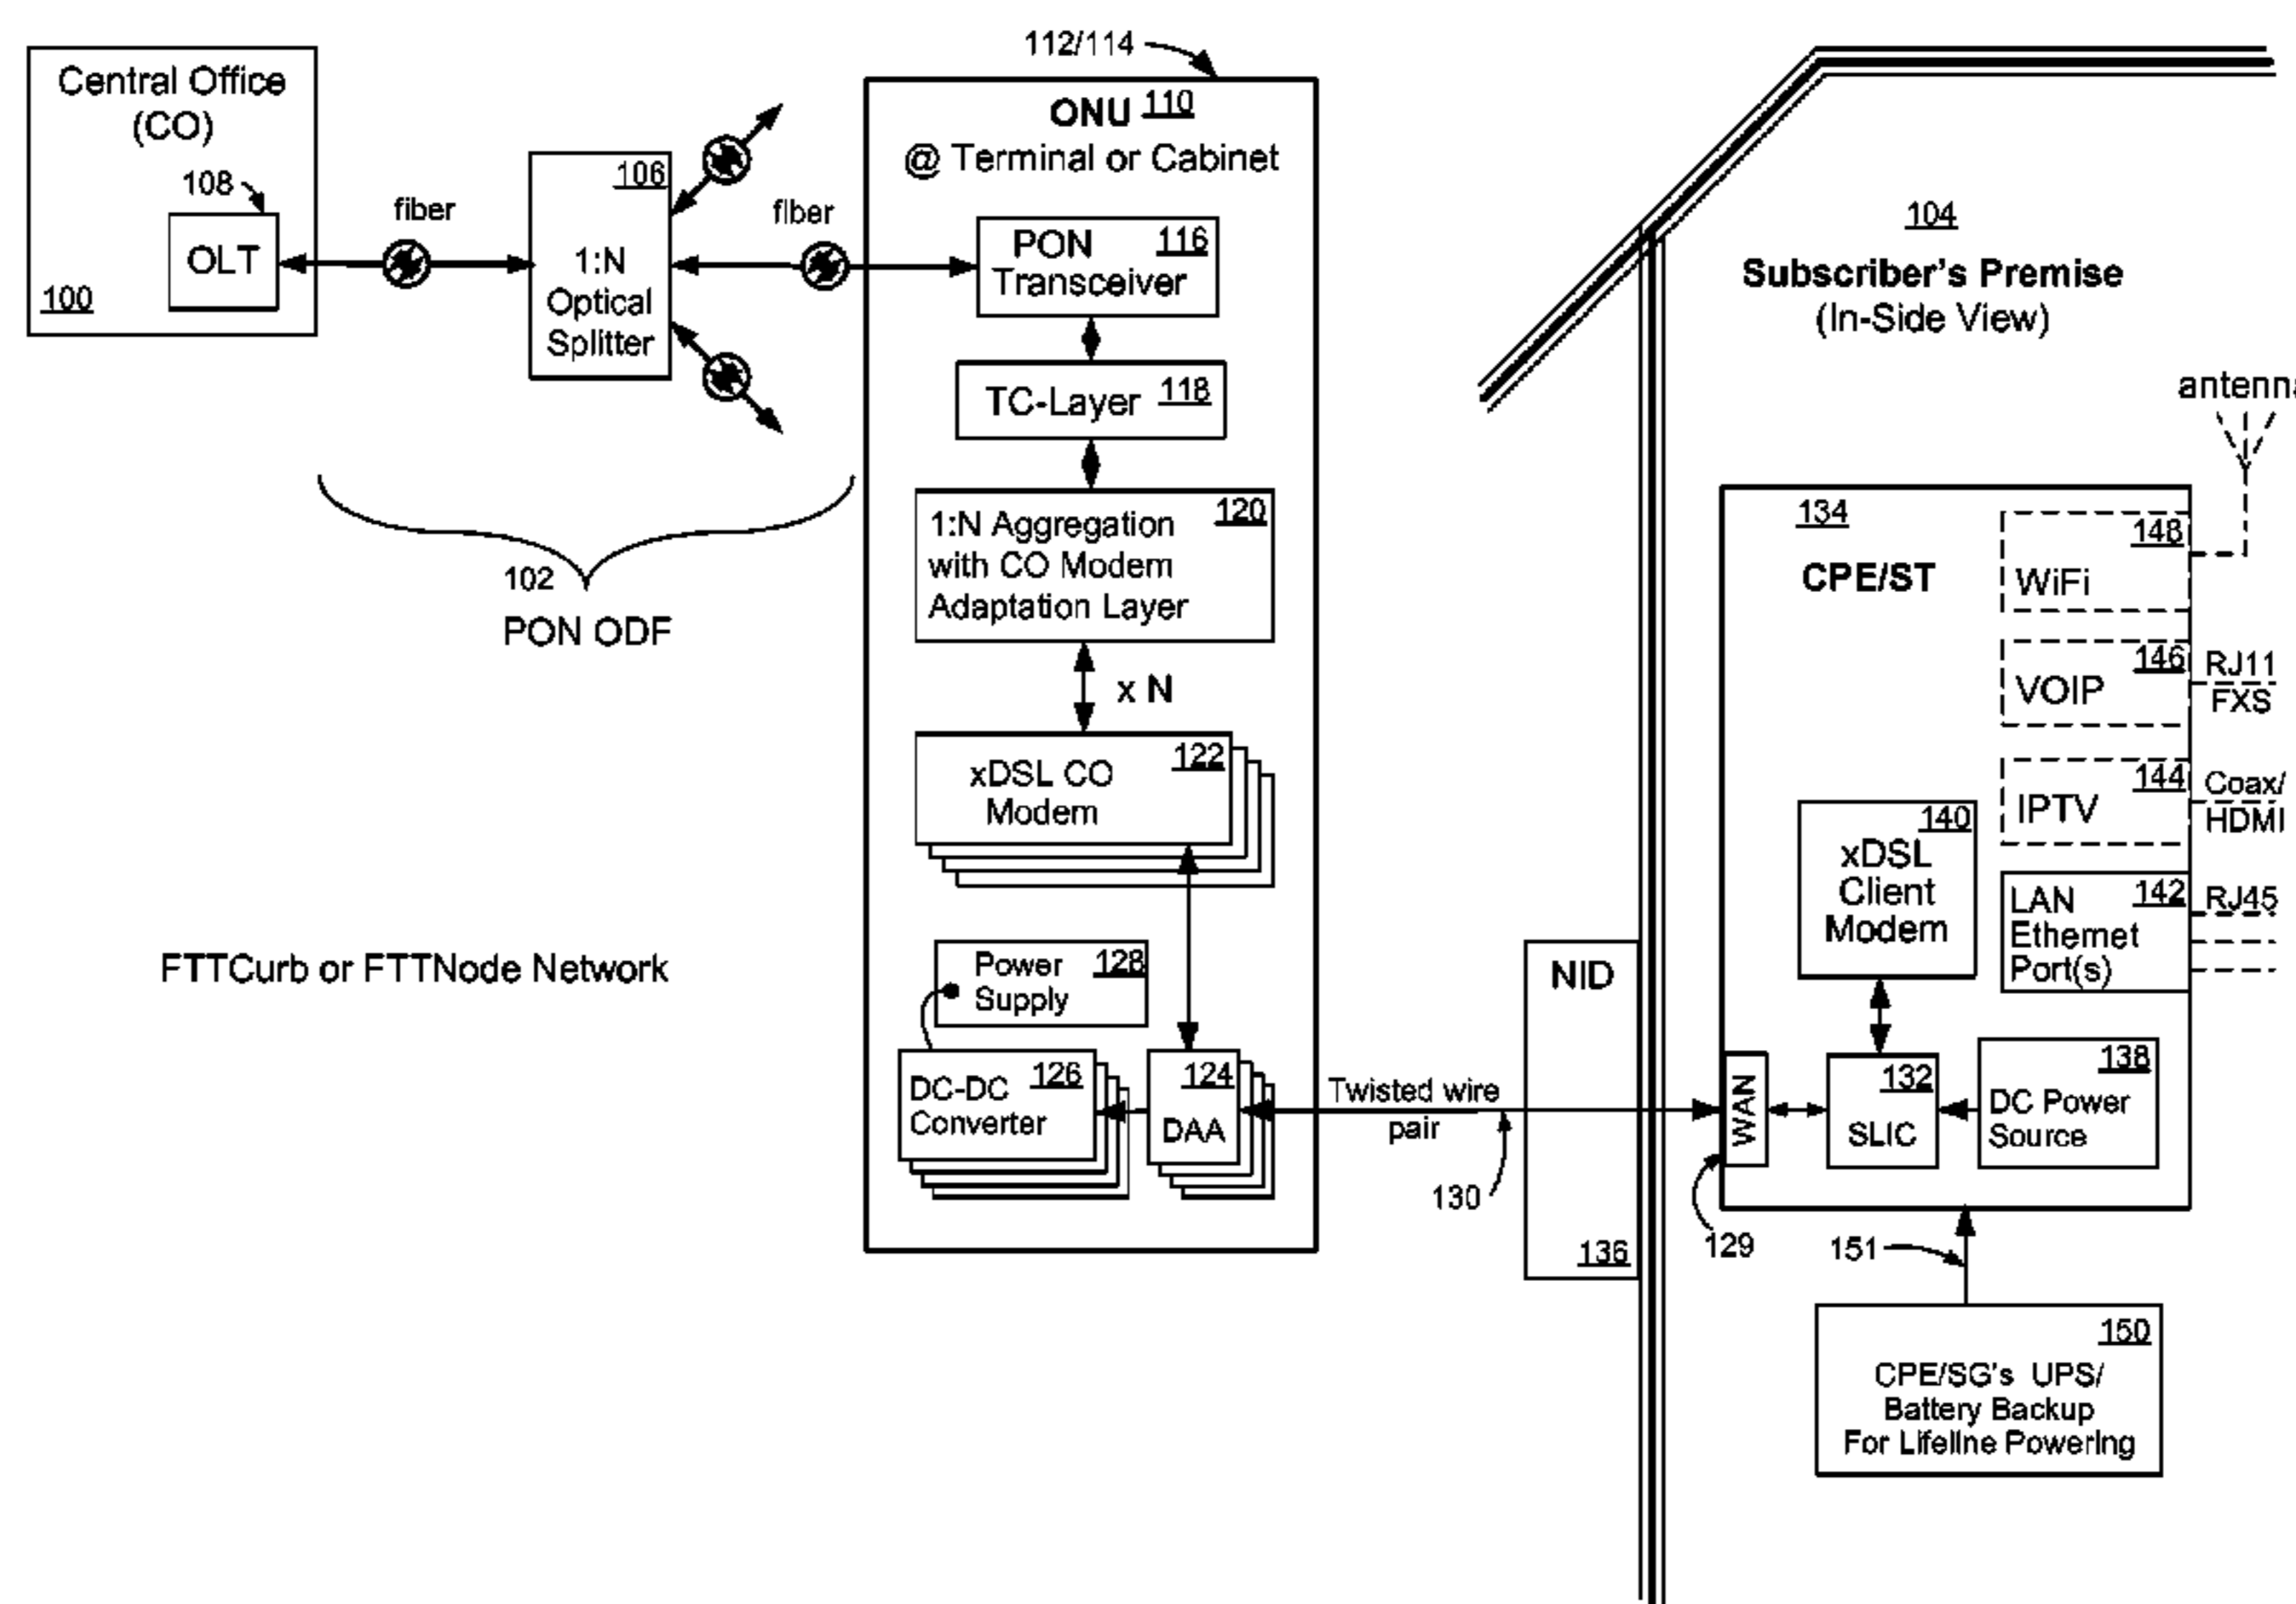 Central Office
(CO)
108
OLT
100
fiber
106
1:N
Optical
Splitter
fiber
102
PON ODF
FTTCurb or FTTNode Network
112/114
ONU 110
@ Terminal or Cabinet
PON 116
Transceiver
TC-Layer 118
120
1:N Aggregation
with CO Modem
Adaptation Layer
x N
122
xDSL CO
Modem
Power 128
Supply
DC-DC 126
Converter
124
DAA
Twisted wire
pair
130
NID
136
104
Subscriber's Premise
(In-Side View)
antenna
134
CPE/ST
148
WiFi
146
VOIP
RJ11
FXS
144
IPTV
Coax/
HDMI
140
xDSL
Client
Modem
142
LAN
Ethernet
Port(s)
RJ45
WAN
129
132
SLIC
138
DC Power
Source
151
150
CPE/SG's UPS/
Battery Backup
For Lifeline Powering